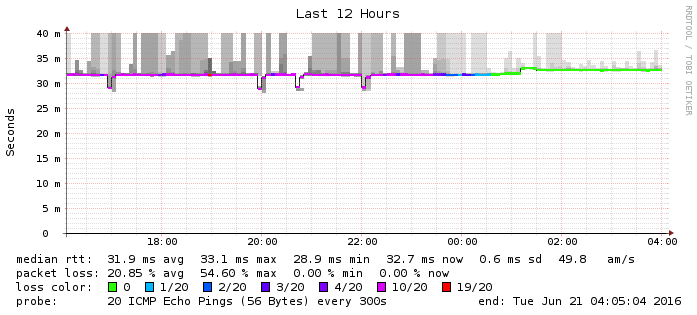 Last 12 Hours
RRDTOOL / TOBI OETIKER
Seconds
40 m
35 m
30 m
25 m
20 m
15 m
10 m
5 m
0
18:00 20:00 22:00 00:00 02:00 04:00
median rtt: 31.9 ms avg 33.1 ms max 28.9 ms min 32.7 ms now 0.6 ms sd 49.8 am/s
packet loss: 20.85 % avg 54.60 % max 0.00 % min 0.00 % now
loss color: 0 1/20 2/20 3/20 4/20 10/20 19/20
probe: 20 ICMP Echo Pings (56 Bytes) every 300s end: Tue Jun 21 04:05:04 2016